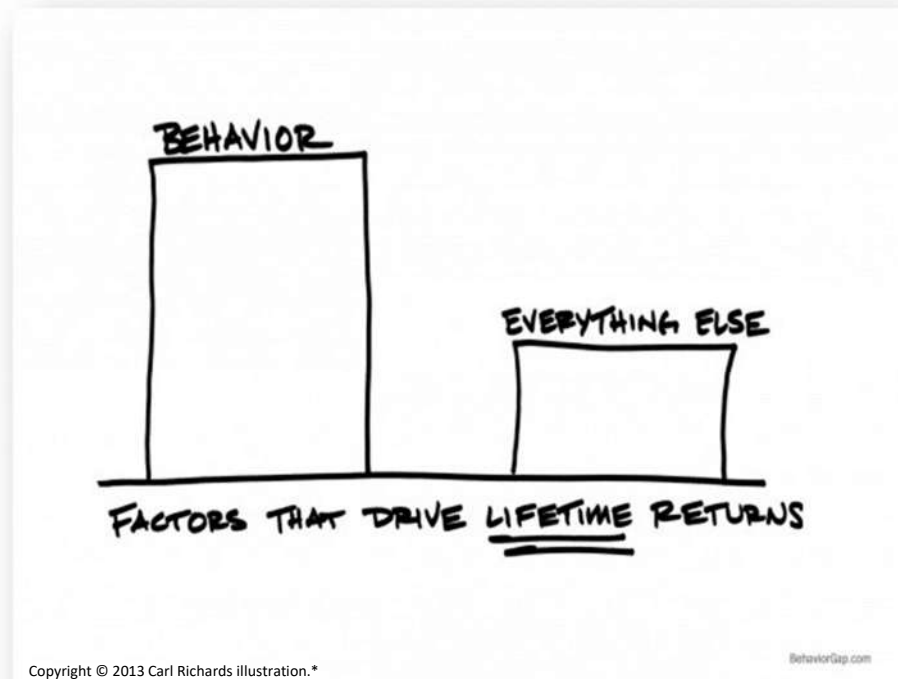 BEHAVIOR
EVERYTHING ELSE
FACTORS THAT DRIVE LIFETIME RETURNS
BehaviorGap.com
Copyright © 2013 Carl Richards illustration.*